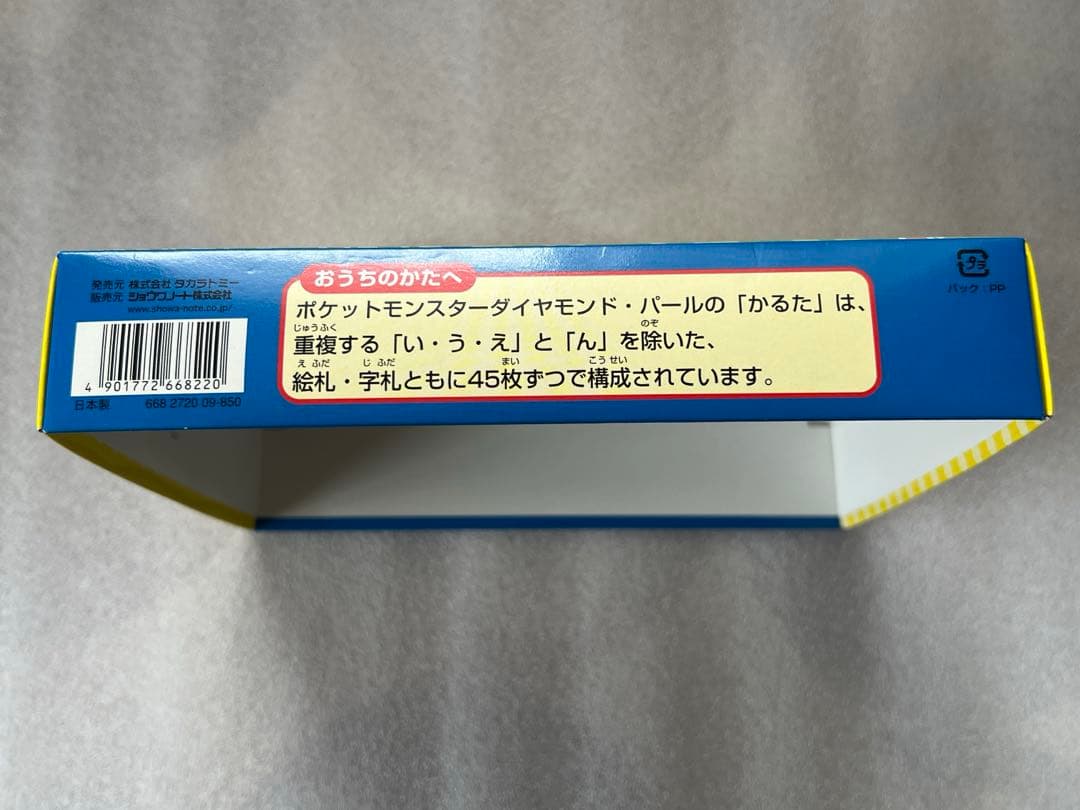 発売元 株式会社 タカラトミー
販売元 ショウワノート株式会社
www.showa-note.co.jp/
4 901772 668220
日本製 668 2720 09-850
おうちのかたへ
ポケットモンスターダイヤモンド・パールの「かるた」は、
じゅうふく のぞ
重複する「い・う・え」と「ん」を除いた、
え ふだ じ ふだ まい こうせい
絵札・字札ともに45枚ずつで構成されています。
プラ
パック：PP